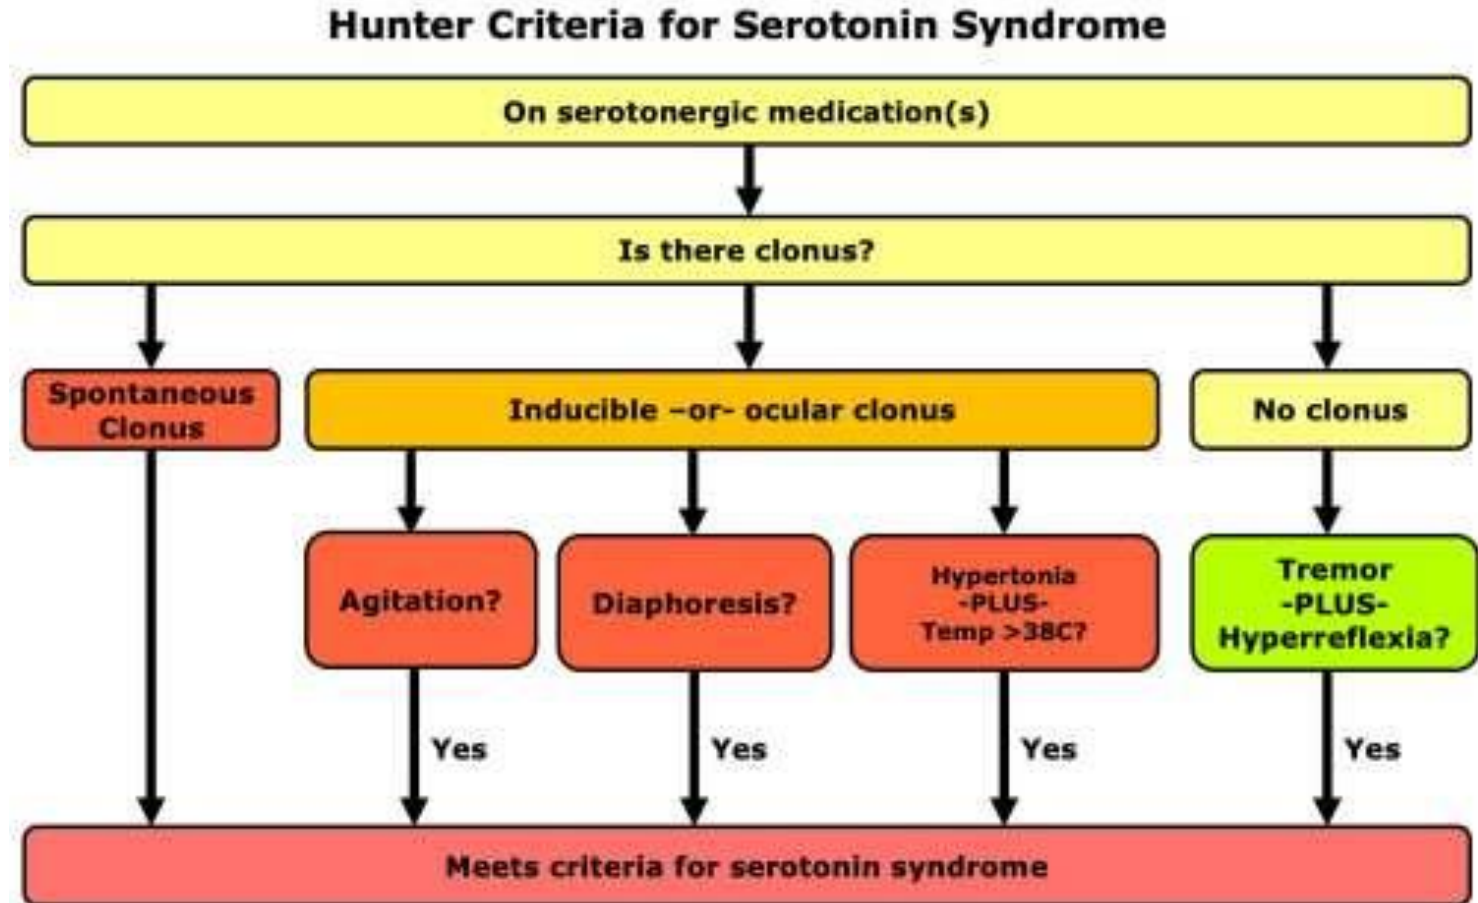 Hunter Criteria for Serotonin Syndrome
On serotonergic medication(s)
Is there clonus?
Spontaneous
Clonus
Inducible –or- ocular clonus
No clonus
Agitation?
Diaphoresis?
Hypertonia
-PLUS-
Temp >38C?
Tremor
-PLUS-
Hyperreflexia?
Yes
Yes
Yes
Yes
Meets criteria for serotonin syndrome